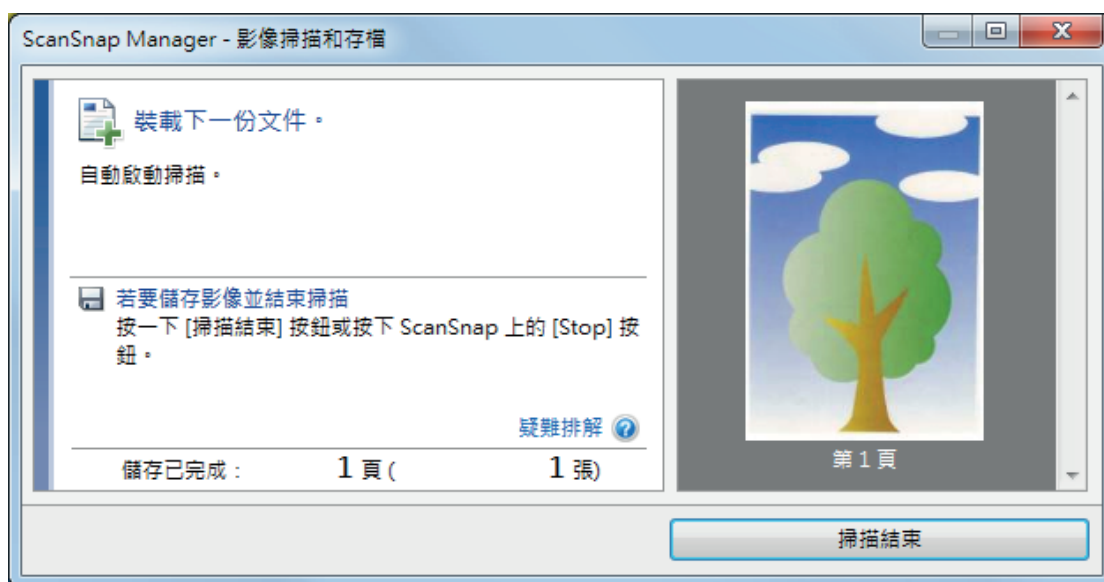 ScanSnap Manager - 影像掃描和存檔
裝載下一份文件。
自動啟動掃描。
若要儲存影像並結束掃描
按一下 [掃描結束] 按鈕或按下 ScanSnap 上的 [Stop] 按
鈕。
疑難排解
儲存已完成： 1 頁 ( 1 張)
第 1 頁
掃描結束